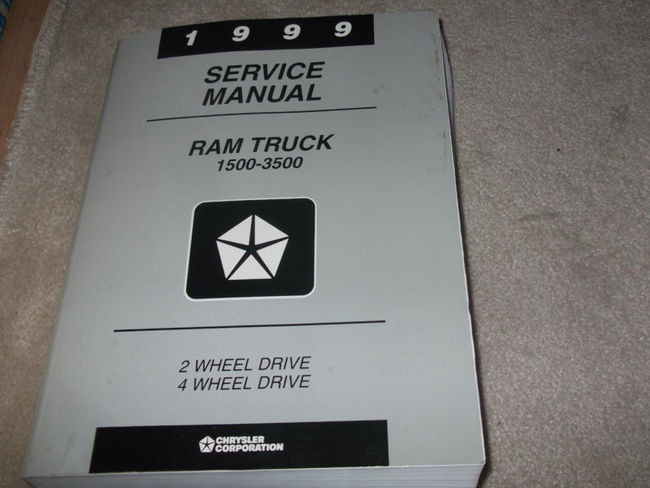 1999
SERVICE
MANUAL
RAM TRUCK
1500-3500
2 WHEEL DRIVE
4 WHEEL DRIVE
CHRYSLER
CORPORATION